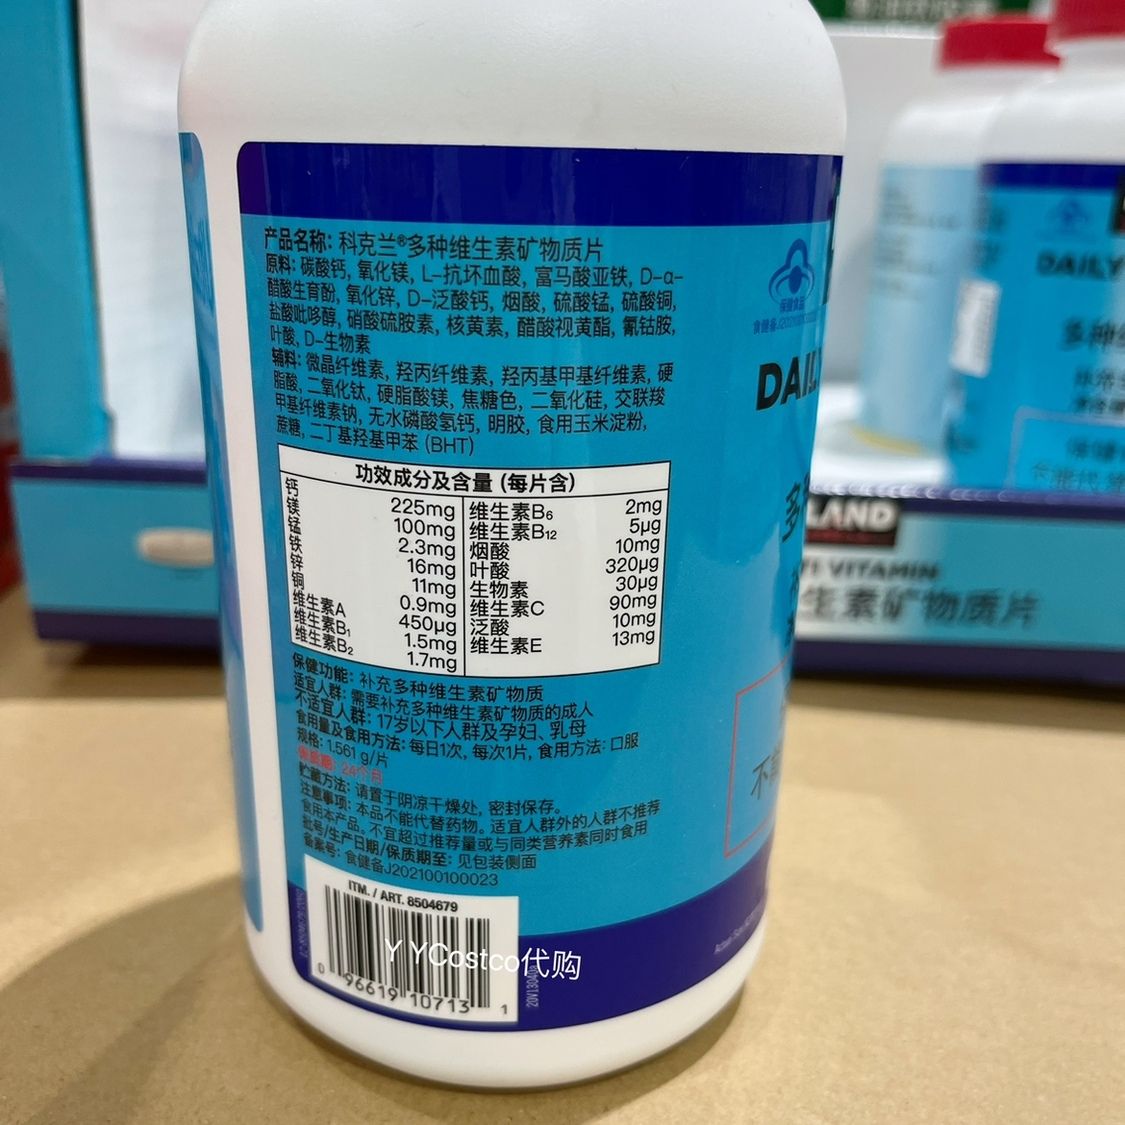 产品名称: 科克兰®多种维生素矿物质片
原料: 碳酸钙, 氧化镁, L-抗坏血酸, 富马酸亚铁, D-α-
醋酸生育酚, 氧化锌, D-泛酸钙, 烟酸, 硫酸锰, 硫酸铜,
盐酸吡哆醇, 硝酸硫胺素, 核黄素, 醋酸视黄酯, 氰钴胺,
叶酸, D-生物素
辅料: 微晶纤维素, 羟丙纤维素, 羟丙基甲基纤维素, 硬
脂酸, 二氧化钛, 硬脂酸镁, 焦糖色, 二氧化硅, 交联羧
甲基纤维素钠, 无水磷酸氢钙, 明胶, 食用玉米淀粉,
蔗糖, 二丁基羟基甲苯 (BHT)
功效成分及含量 (每片含)
钙 225mg
镁 100mg
锰 2.3mg
铁 16mg
锌 11mg
铜 0.9mg
维生素A 450μg
维生素B1 1.5mg
维生素B2 1.7mg
维生素B6 2mg
维生素B12 5μg
烟酸 10mg
叶酸 320μg
生物素 30μg
维生素C 90mg
泛酸 10mg
维生素E 13mg
保健功能: 补充多种维生素矿物质
适宜人群: 需要补充多种维生素矿物质的成人
不适宜人群: 17岁以下人群及孕妇、乳母
食用量及食用方法: 每日1次, 每次1片, 食用方法: 口服
规格: 1.561 g/片
保质期: 24个月
贮藏方法: 请置于阴凉干燥处, 密封保存。
注意事项: 本品不能代替药物。适宜人群外的人群不推荐
食用本产品。不宜超过推荐量或与同类营养素同时食用
批号/生产日期/保质期至: 见包装侧面
备案号: 食健备J202100100023
ITM. / ART. 8504679
0 96619 10713 1
Y YCostco代购
保健食品
DAILY
多
不
DAILY
多种
LAND
VITAMIN
生素矿物质片